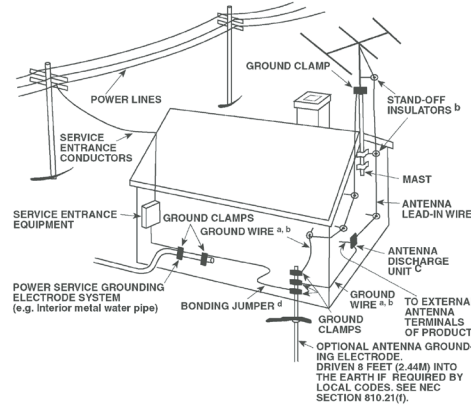 GROUND CLAMP
POWER LINES
STAND-OFF
INSULATORS b
SERVICE
ENTRANCE
CONDUCTORS
MAST
ANTENNA
LEAD-IN WIRE
SERVICE ENTRANCE
EQUIPMENT
GROUND CLAMPS
GROUND WIRE a, b
ANTENNA
DISCHARGE
UNIT C
POWER SERVICE GROUNDING
ELECTRODE SYSTEM
(e.g. interior metal water pipe)
BONDING JUMPER d
GROUND
WIRE a, b
GROUND
CLAMPS
TO EXTERNA
ANTENNA
TERMINALS
OF PRODUCT
OPTIONAL ANTENNA GROUND-
ING ELECTRODE.
DRIVEN 8 FEET (2.44M) INTO
THE EARTH IF REQUIRED BY
LOCAL CODES. SEE NEC
SECTION 810.21(f).